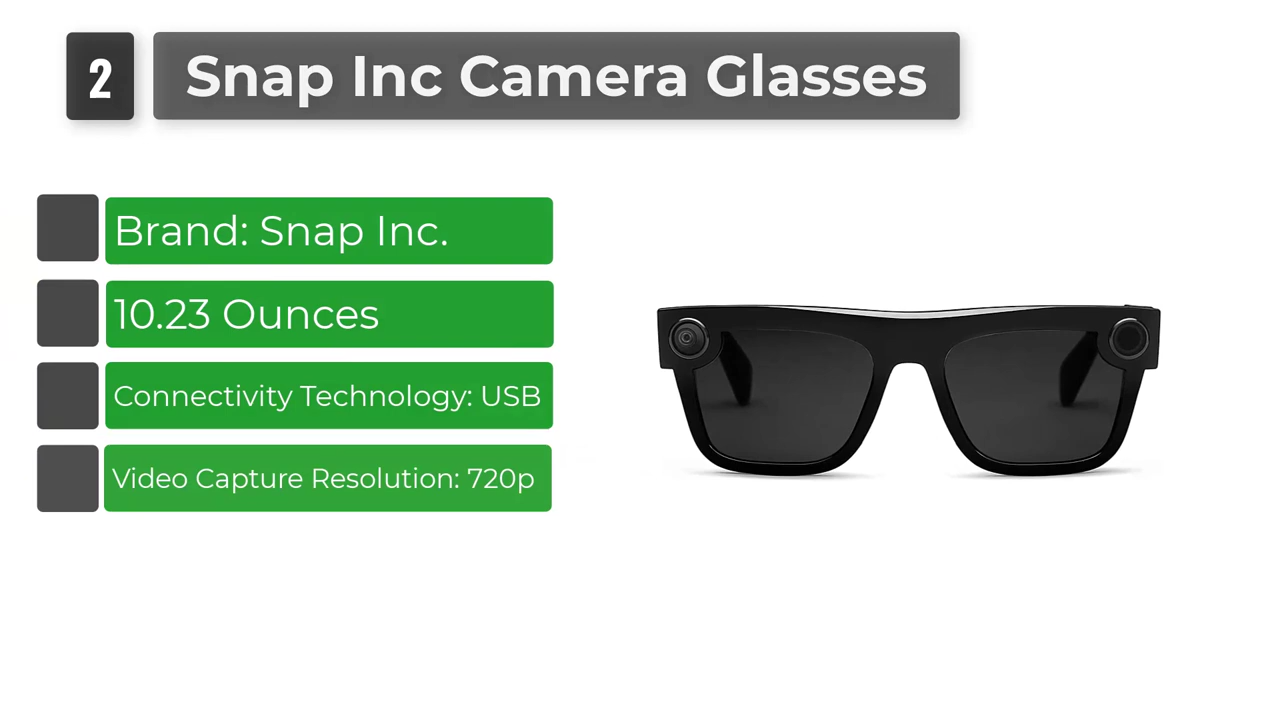 2
Snap Inc Camera Glasses
Brand: Snap Inc.
10.23 Ounces
Connectivity Technology: USB
Video Capture Resolution: 720p